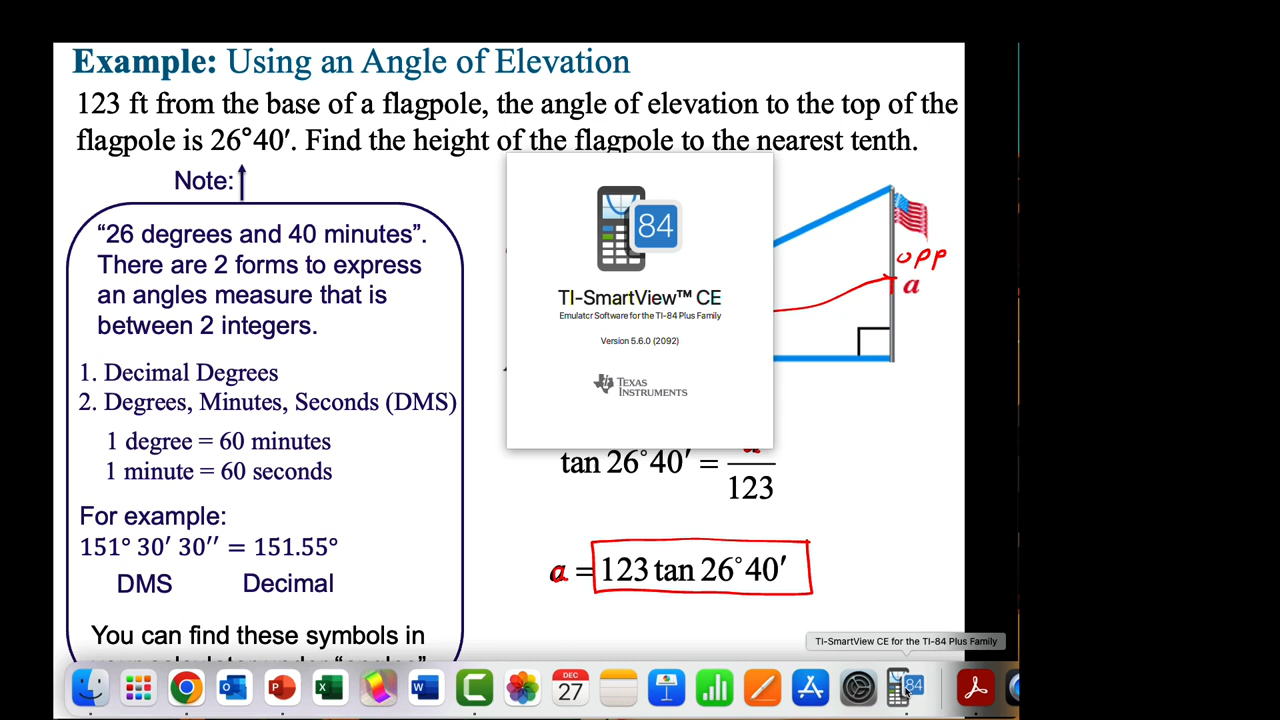 Example: Using an Angle of Elevation
123 ft from the base of a flagpole, the angle of elevation to the top of the
flagpole is 26°40′. Find the height of the flagpole to the nearest tenth.
Note:
“26 degrees and 40 minutes”.
There are 2 forms to express
an angles measure that is
between 2 integers.
1. Decimal Degrees
2. Degrees, Minutes, Seconds (DMS)
1 degree = 60 minutes
1 minute = 60 seconds
For example:
151° 30′ 30′′ = 151.55°
DMS Decimal
You can find these symbols in
84
TI-SmartView™ CE
Emulator Software for the TI-84 Plus Family
Version 5.6.0 (2092)
TEXAS
INSTRUMENTS
opp
a
tan 26°40′ =
123
a = 123 tan 26°40′
TI-SmartView CE for the TI-84 Plus Family
DEC
27
84